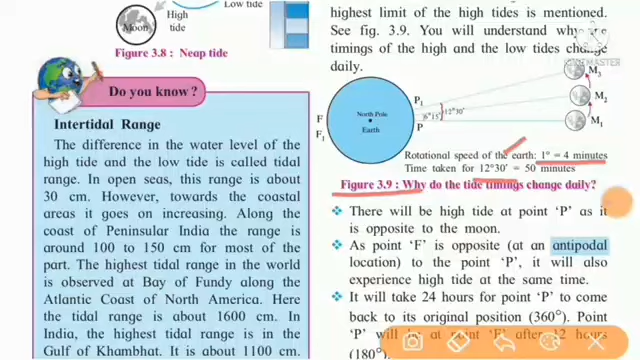 High
tide
Low tide
Moon
Figure 3.8 : Neap tide
Do you know?
Intertidal Range
The difference in the water level of the
high tide and the low tide is called tidal
range. In open seas, this range is about
30 cm. However, towards the coastal
areas it goes on increasing. Along the
coast of Peninsular India the range is
around 100 to 150 cm for most of the
part. The highest tidal range in the world
is observed at Bay of Fundy along the
Atlantic Coast of North America. Here
the tidal range is about 1600 cm.
In India, the highest tidal range is in the
Gulf of Khambhat. It is about 1100 cm.
highest limit of the high tides is mentioned.
See fig. 3.9. You will understand why are
timings of the high and the low tides change
daily.
M3
M2
M1
P1
12°30'
6°15'
North Pole
F
P
Earth
F1
Rotational speed of the earth: 1° = 4 minutes
Time taken for 12°30' = 50 minutes
Figure 3.9 : Why do the tide timings change daily?
There will be high tide at point ‘P’ as it
is opposite to the moon.
As point ‘F’ is opposite (at an antipodal
location) to the point ‘P’, it will also
experience high tide at the same time.
It will take 24 hours for point ‘P’ to come
back to its original position (360°). Point
‘P’ will be at point F after 12 hours
(180°)